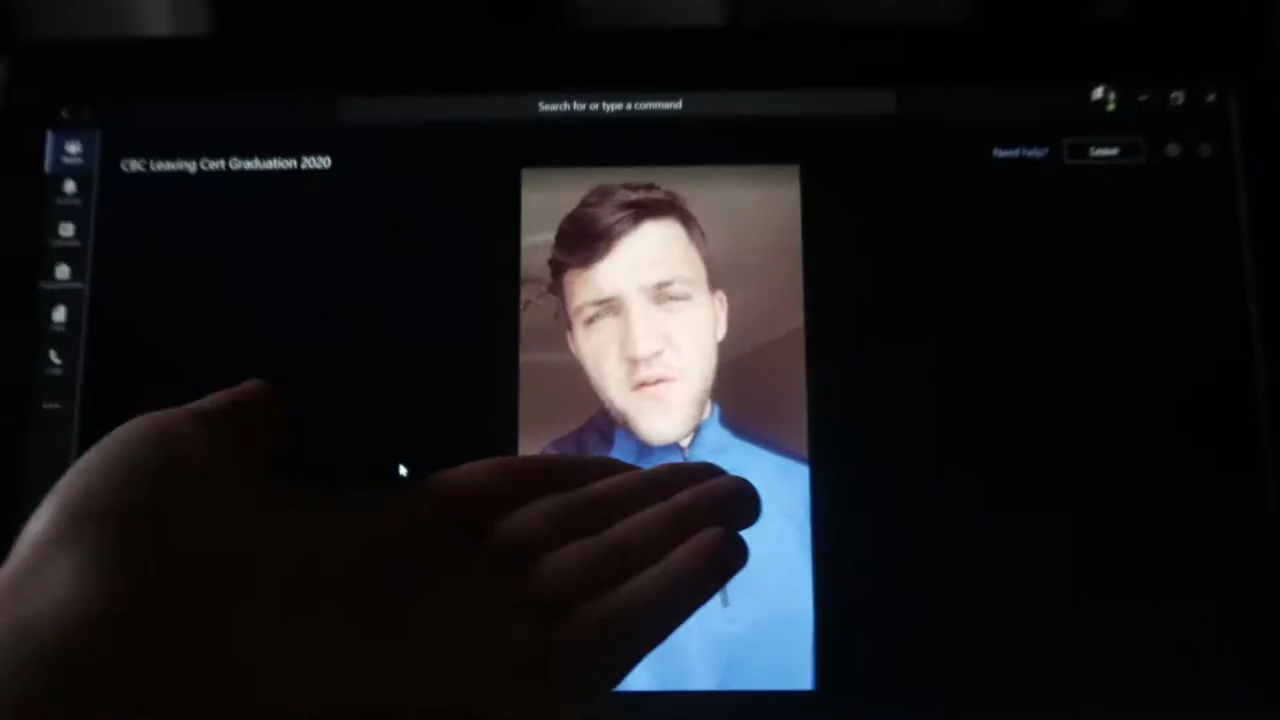 Search for or type a command
CBC Leaving Cert Graduation 2020
Need help?
Leave